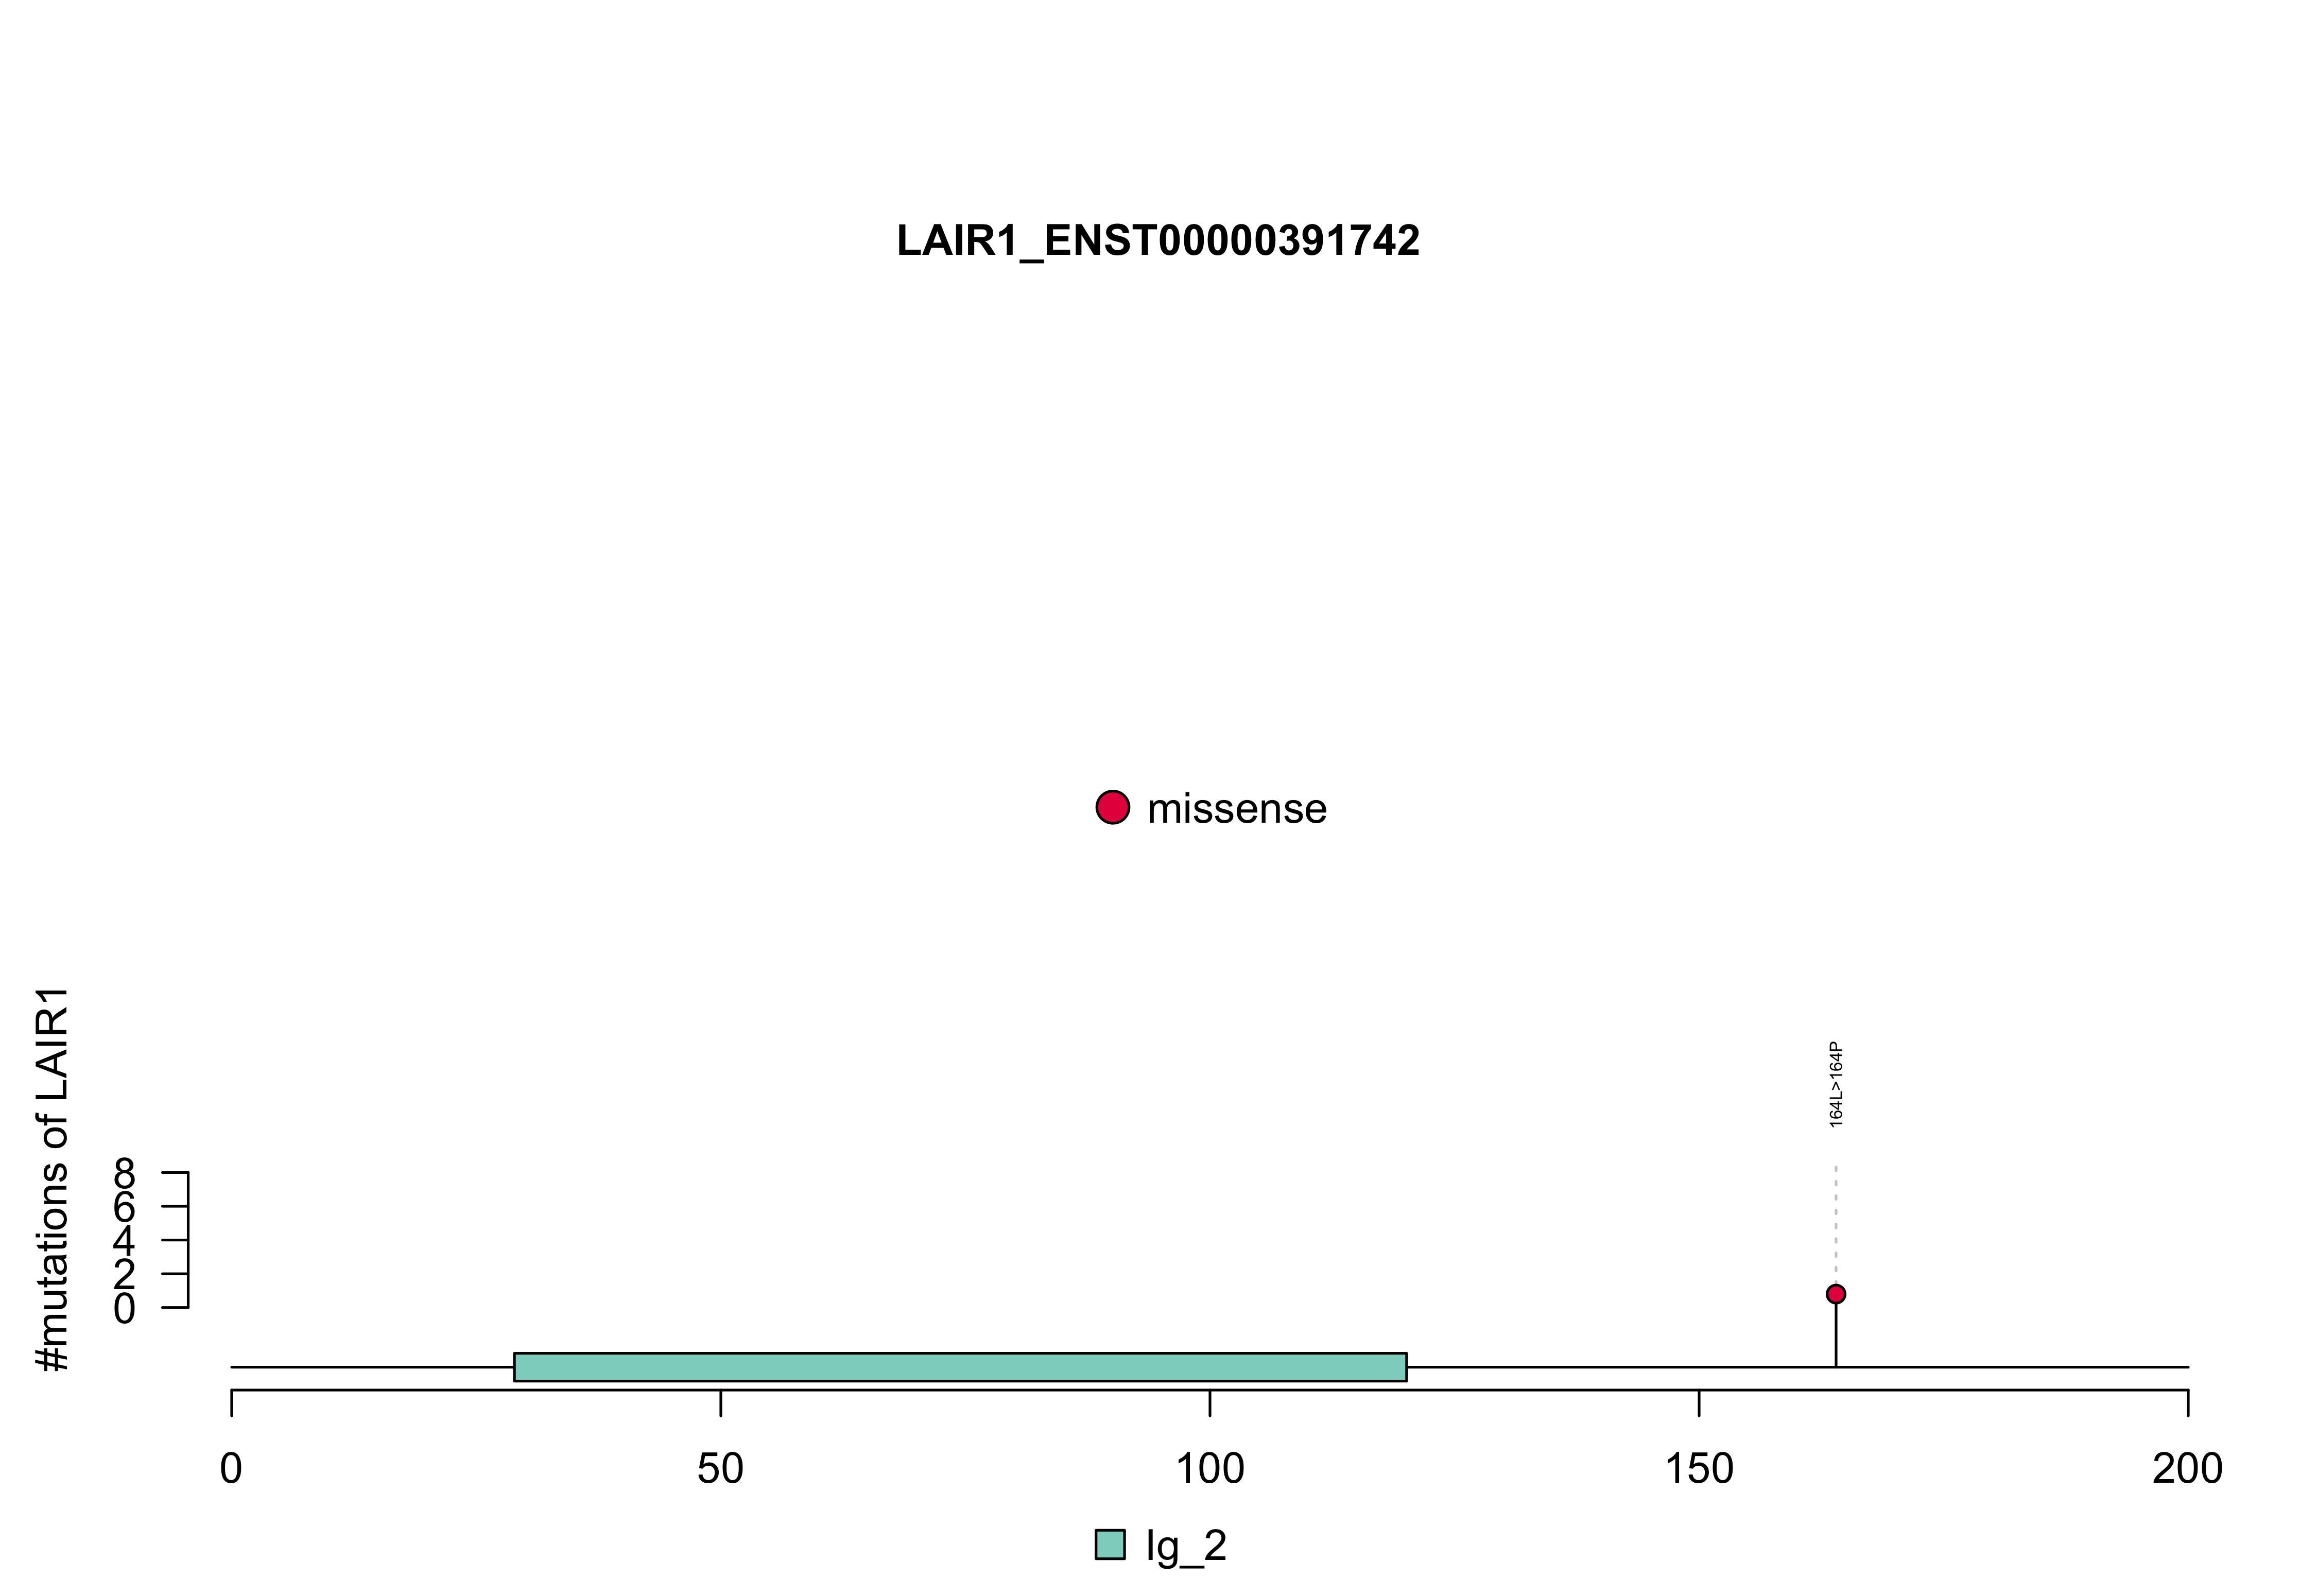 LAIR1_ENST00000391742
missense
#mutations of LAIR1
164L>164P
8
6
4
2
0
0 50 100 150 200
Ig_2